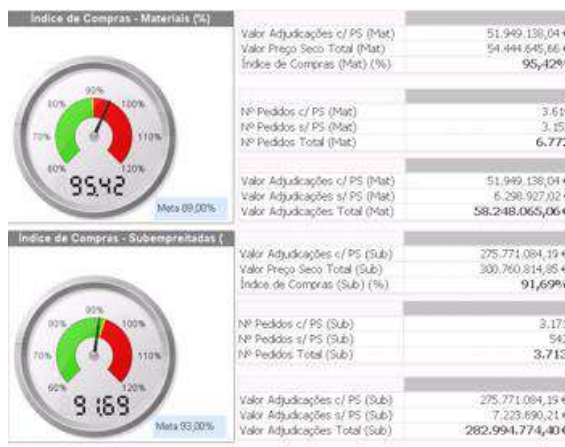 Índice de Compras - Materiais (%)
80%
90%
100%
70%
110%
60%
120%
95.42
Meta 89,00%
Valor Adjudicações c/ PS (Mat) 51.949.138,04 €
Valor Preço Seco Total (Mat) 54.444.645,66 €
Índice de Compras (Mat) (%) 95,42%
Nº Pedidos c/ PS (Mat)
Nº Pedidos s/ PS (Mat)
Nº Pedidos Total (Mat) 6.772
Valor Adjudicações c/ PS (Mat) 51.949.138,04 €
Valor Adjudicações s/ PS (Mat) 6.298.927,02 €
Valor Adjudicações Total (Mat) 58.248.065,06 €
Índice de Compras - Subempreitadas (
80%
90%
100%
70%
110%
60%
120%
91.69
Meta 93,00%
Valor Adjudicações c/ PS (Sub) 275.771.084,19 €
Valor Preço Seco Total (Sub) 300.760.814,85 €
Índice de Compras (Sub) (%) 91,69%
Nº Pedidos c/ PS (Sub)
Nº Pedidos s/ PS (Sub)
Nº Pedidos Total (Sub) 3.713
Valor Adjudicações c/ PS (Sub) 275.771.084,19 €
Valor Adjudicações s/ PS (Sub) 7.223.690,21 €
Valor Adjudicações Total (Sub) 282.994.774,40 €